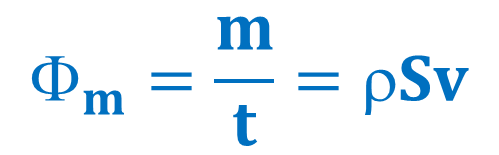 Φₘ = m/t = ρSv